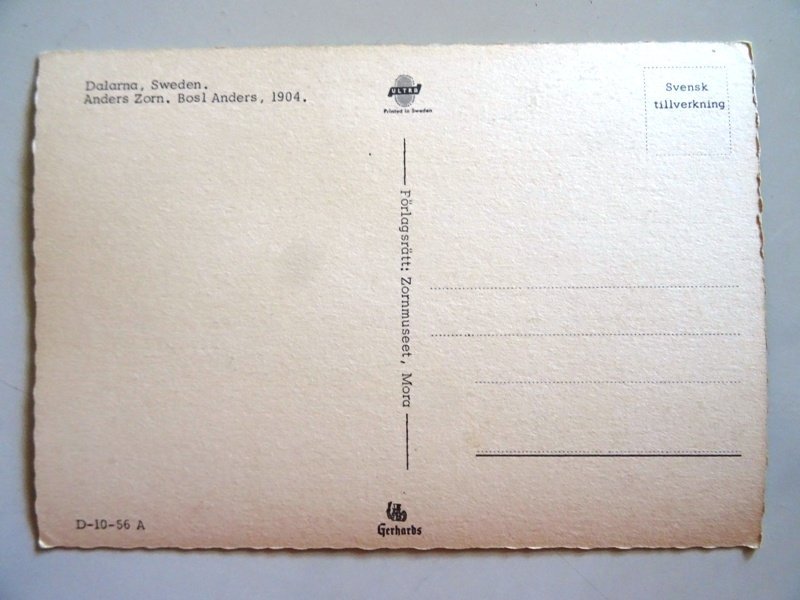 Dalarna, Sweden.
Anders Zorn. Bosl Anders, 1904.
ULTRA
Printed in Sweden
Svensk
tillverkning
Förlagsrätt: Zornmuseet, Mora
D-10-56 A
Gerhards